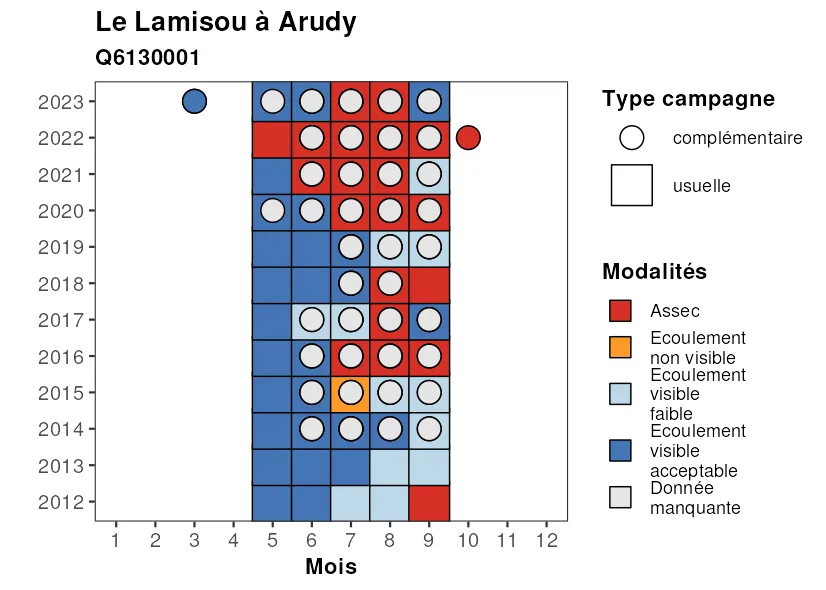 Le Lamisou à Arudy
Q6130001
2023
2022
2021
2020
2019
2018
2017
2016
2015
2014
2013
2012
1 2 3 4 5 6 7 8 9 10 11 12
Mois
Type campagne
complémentaire
usuelle
Modalités
Assec
Ecoulement
non visible
Ecoulement
visible
faible
Ecoulement
visible
acceptable
Donnée
manquante